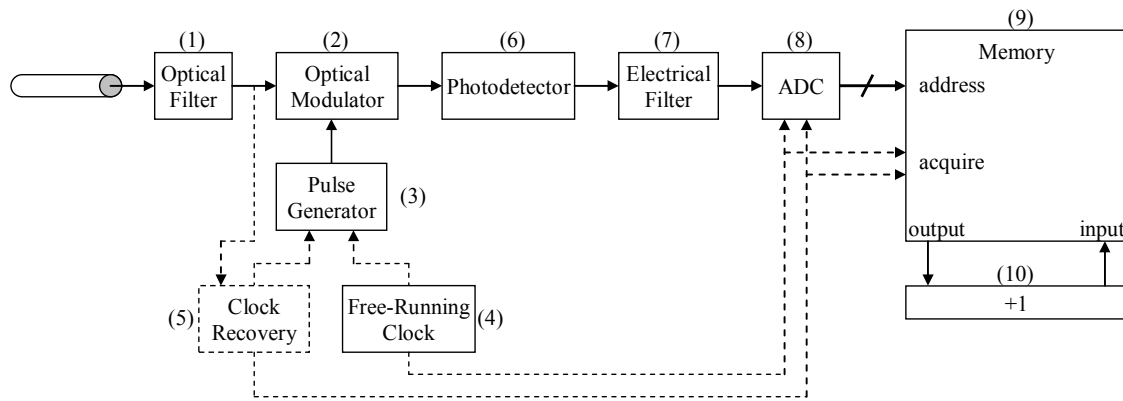 (1)
Optical
Filter
(2)
Optical
Modulator
(6)
Photodetector
(7)
Electrical
Filter
(8)
ADC
(9)
Memory
address
acquire
output
input
(3)
Pulse
Generator
(5)
Clock
Recovery
(4)
Free-Running
Clock
(10)
+1